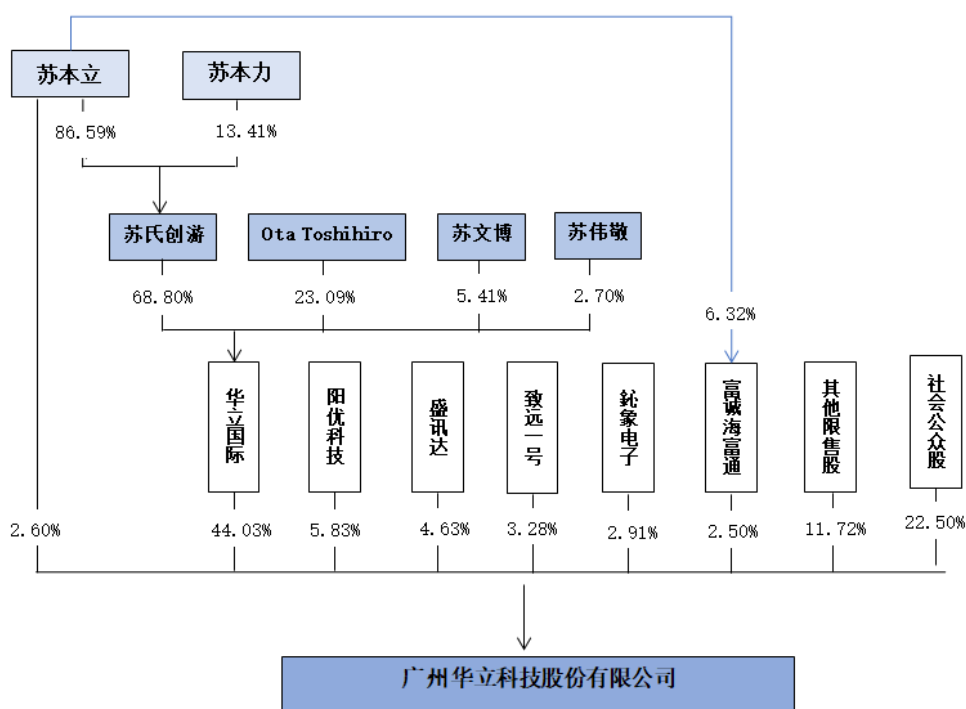 苏本立
苏本力
86.59%
13.41%
苏氏创游
Ota Toshihiro
苏文博
苏伟敬
68.80%
23.09%
5.41%
2.70%
6.32%
华立国际
阳优科技
盛讯达
致远一号
鈊象电子
富诚海富通
其他限售股
社会公众股
2.60%
44.03%
5.83%
4.63%
3.28%
2.91%
2.50%
11.72%
22.50%
广州华立科技股份有限公司